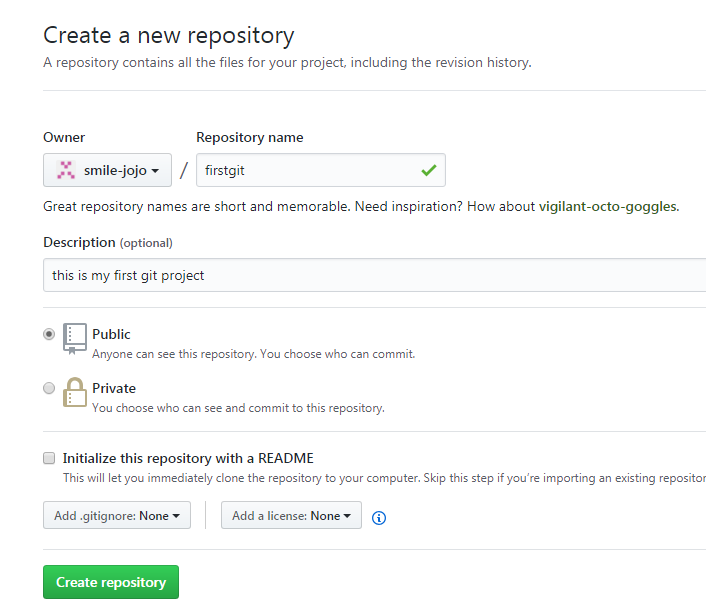 Create a new repository
A repository contains all the files for your project, including the revision history.
Owner Repository name
smile-jojo / firstgit
Great repository names are short and memorable. Need inspiration? How about vigilant-octo-goggles.
Description (optional)
this is my first git project
Public
Anyone can see this repository. You choose who can commit.
Private
You choose who can see and commit to this repository.
Initialize this repository with a README
This will let you immediately clone the repository to your computer. Skip this step if you're importing an existing repositor
Add .gitignore: None Add a license: None
Create repository